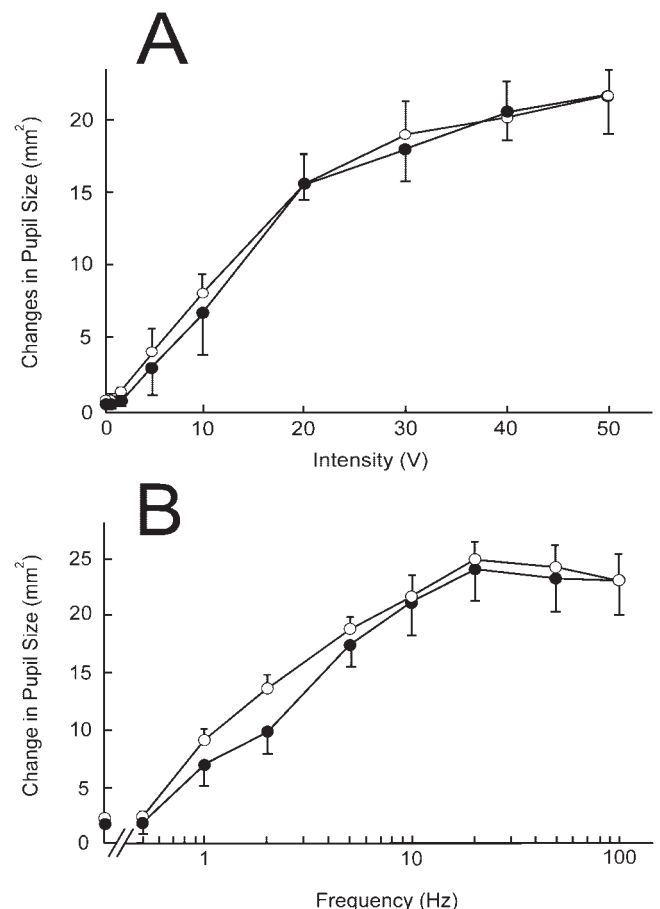 A
Changes in Pupil Size (mm²)
20
15
10
5
0
0 10 20 30 40 50
Intensity (V)
B
Change in Pupil Size (mm²)
25
20
15
10
5
0
1 10 100
Frequency (Hz)